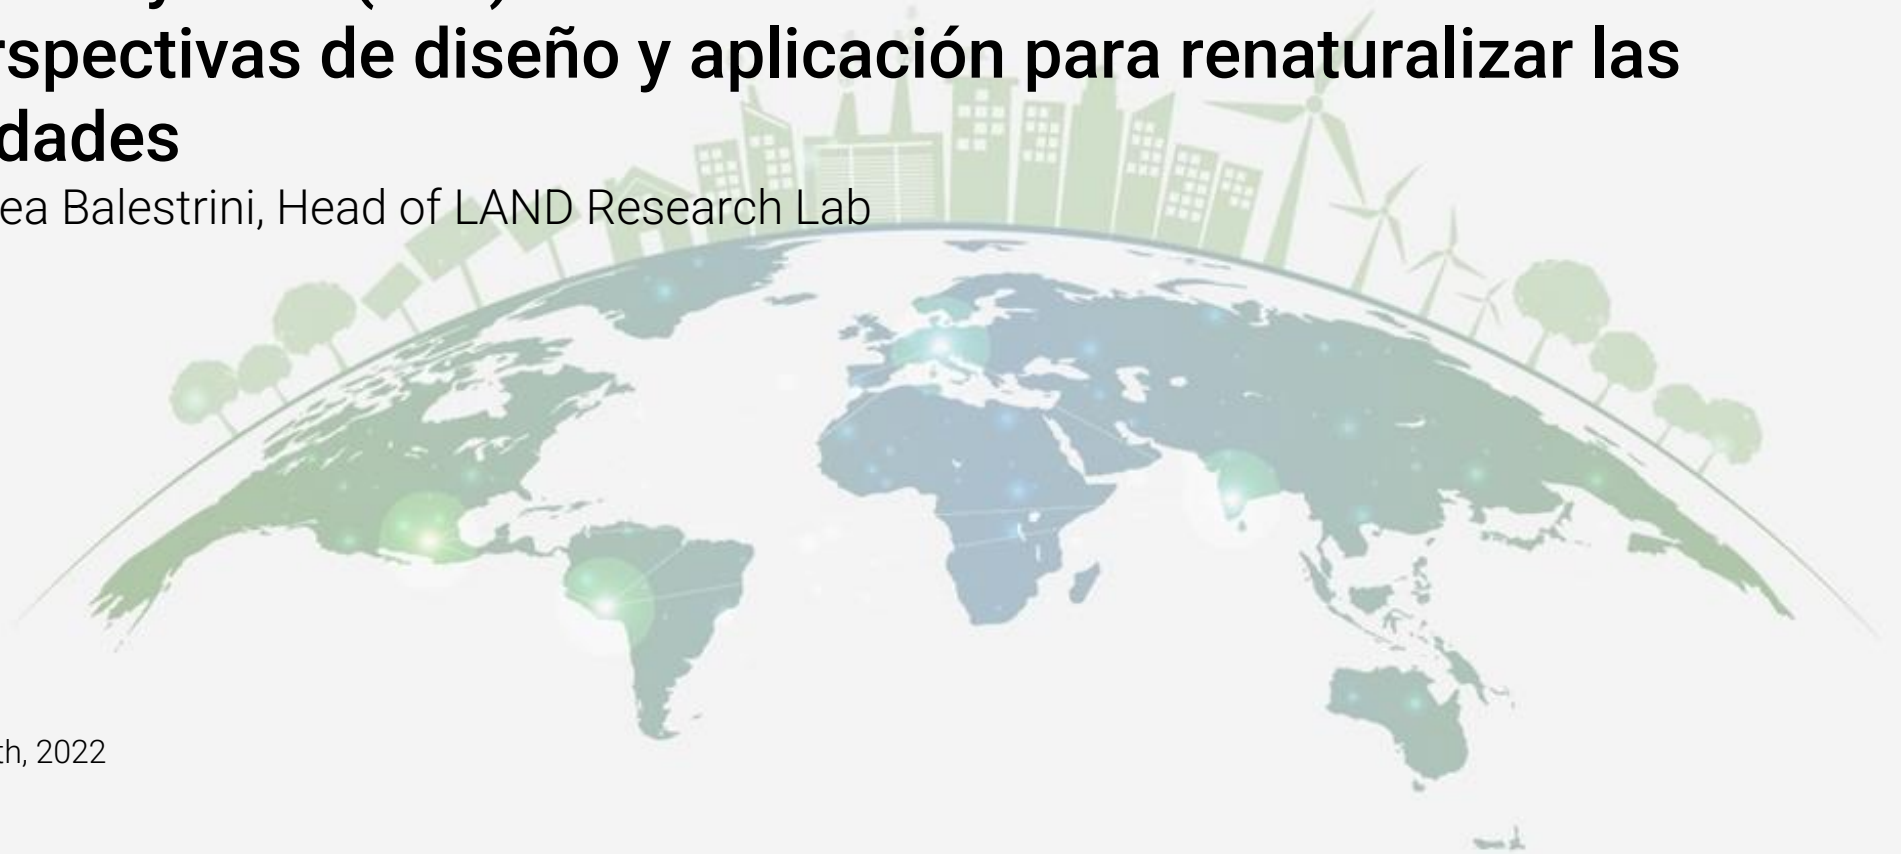 rspectivas de diseño y aplicación para renaturalizar las
dades
ea Balestrini, Head of LAND Research Lab
th, 2022